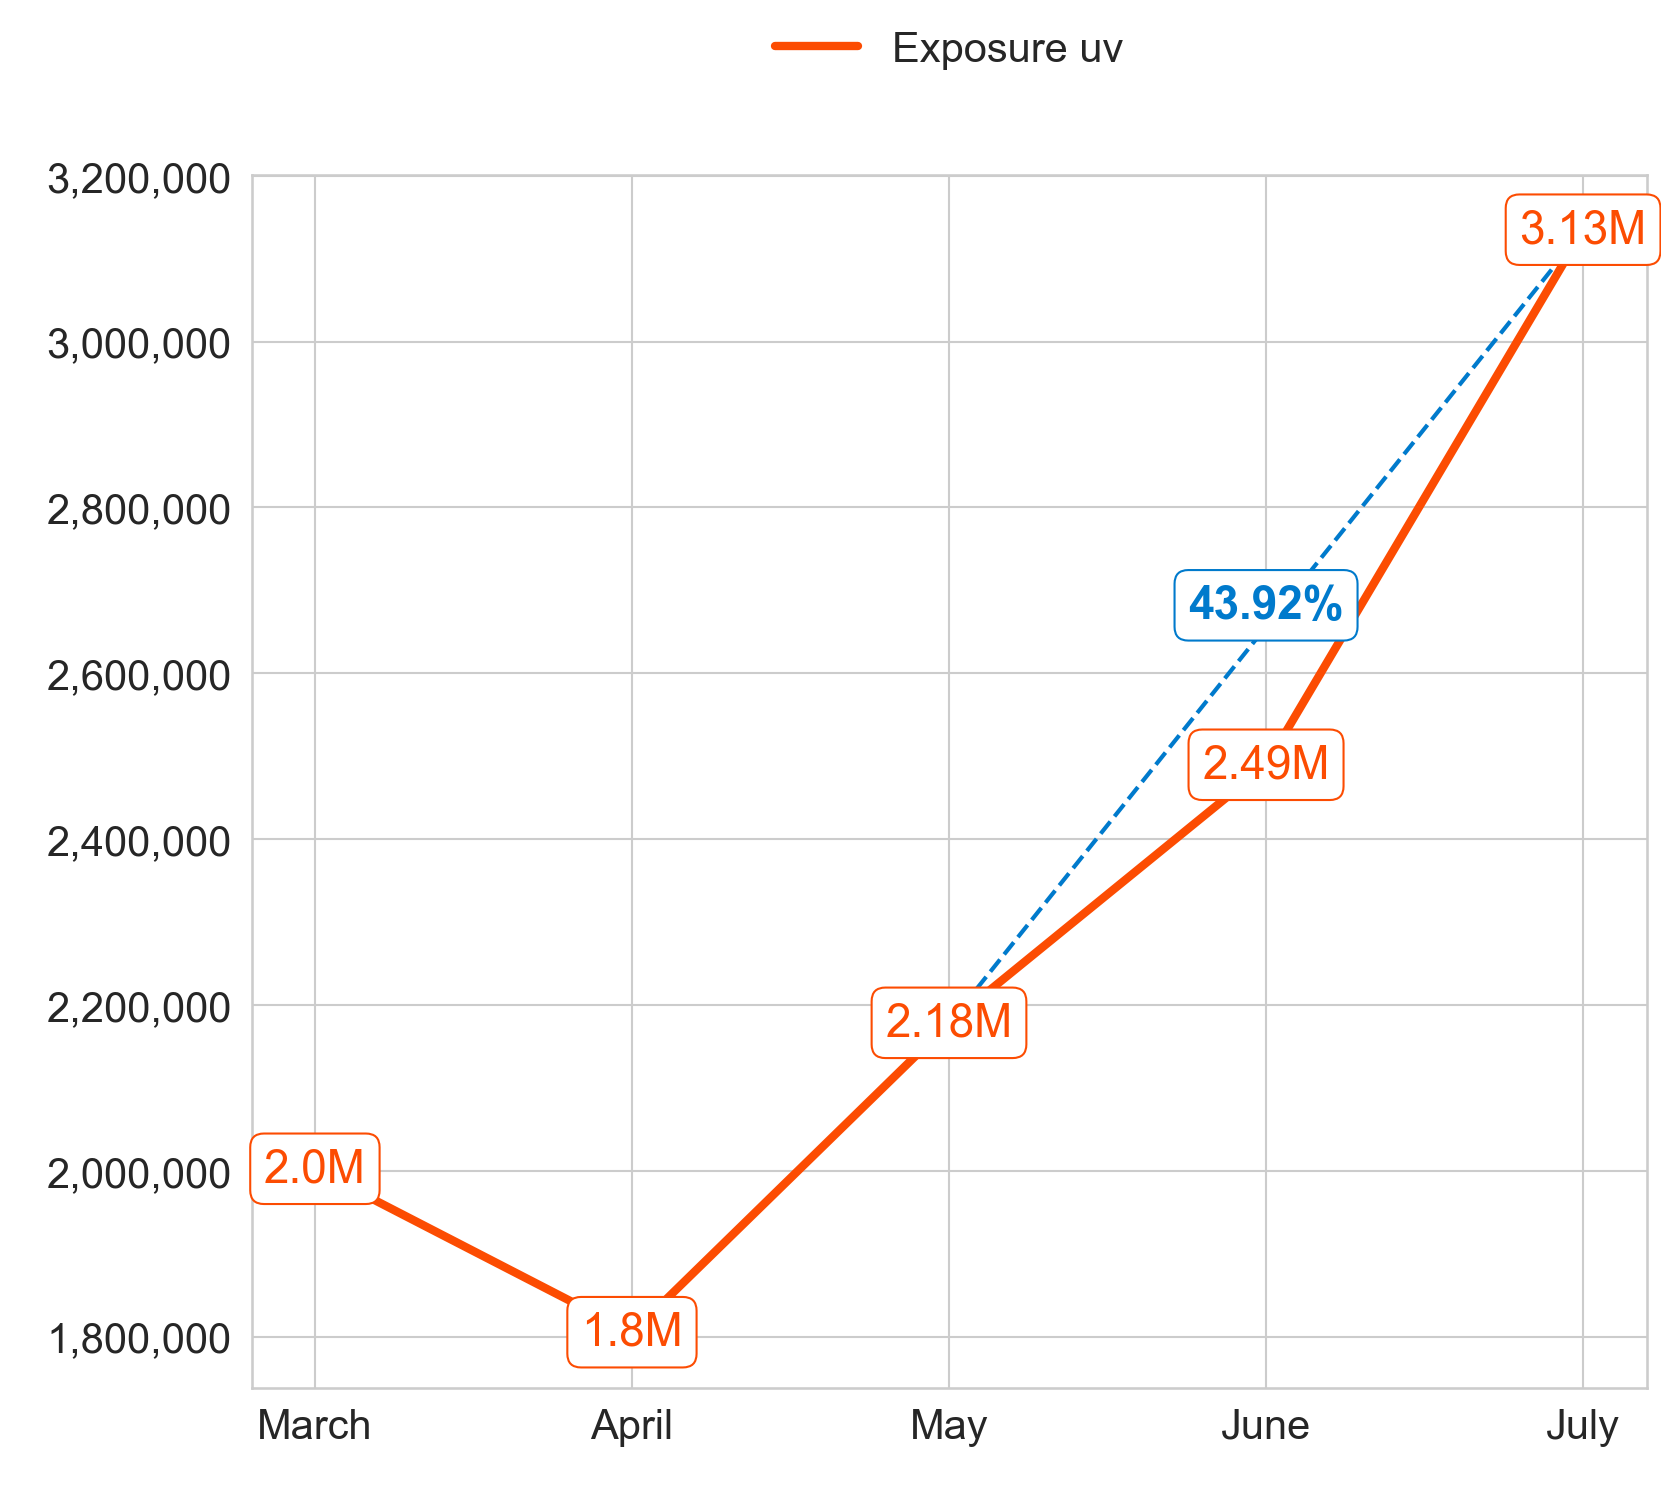 Exposure uv
3,200,000
3.13M
3,000,000
2,800,000
43.92%
2,600,000
2.49M
2,400,000
2,200,000
2.18M
2,000,000
2.0M
1,800,000
1.8M
March April May June July